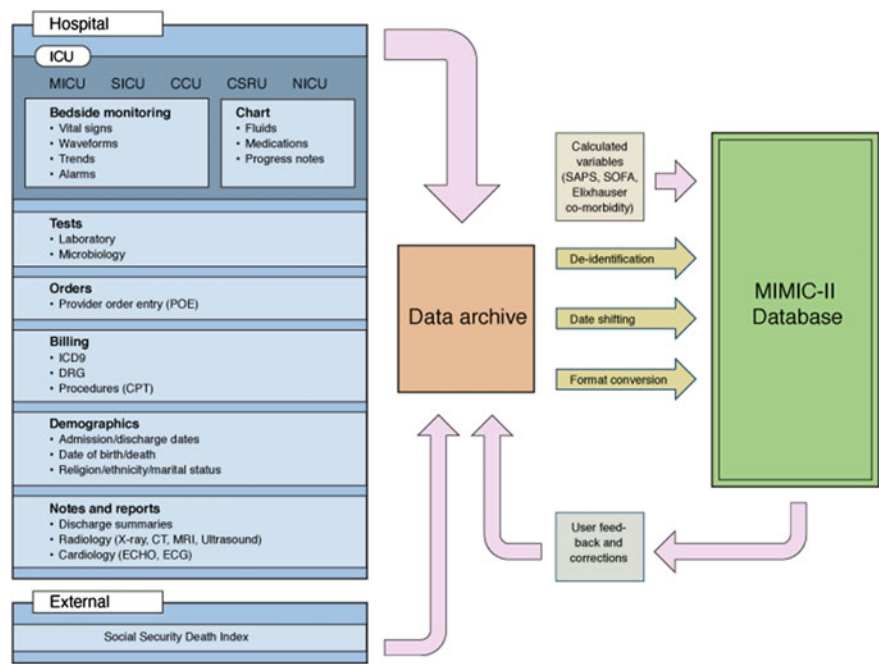 Hospital
ICU
MICU SICU CCU CSRU NICU
Bedside monitoring
• Vital signs
• Waveforms
• Trends
• Alarms
Chart
• Fluids
• Medications
• Progress notes
Tests
• Laboratory
• Microbiology
Orders
• Provider order entry (POE)
Billing
• ICD9
• DRG
• Procedures (CPT)
Demographics
• Admission/discharge dates
• Date of birth/death
• Religion/ethnicity/marital status
Notes and reports
• Discharge summaries
• Radiology (X-ray, CT, MRI, Ultrasound)
• Cardiology (ECHO, ECG)
External
Social Security Death Index
Data archive
Calculated
variables
(SAPS, SOFA,
Elixhauser
co-morbidity)
De-identification
Date shifting
Format conversion
MIMIC-II
Database
User feed-
back and
corrections